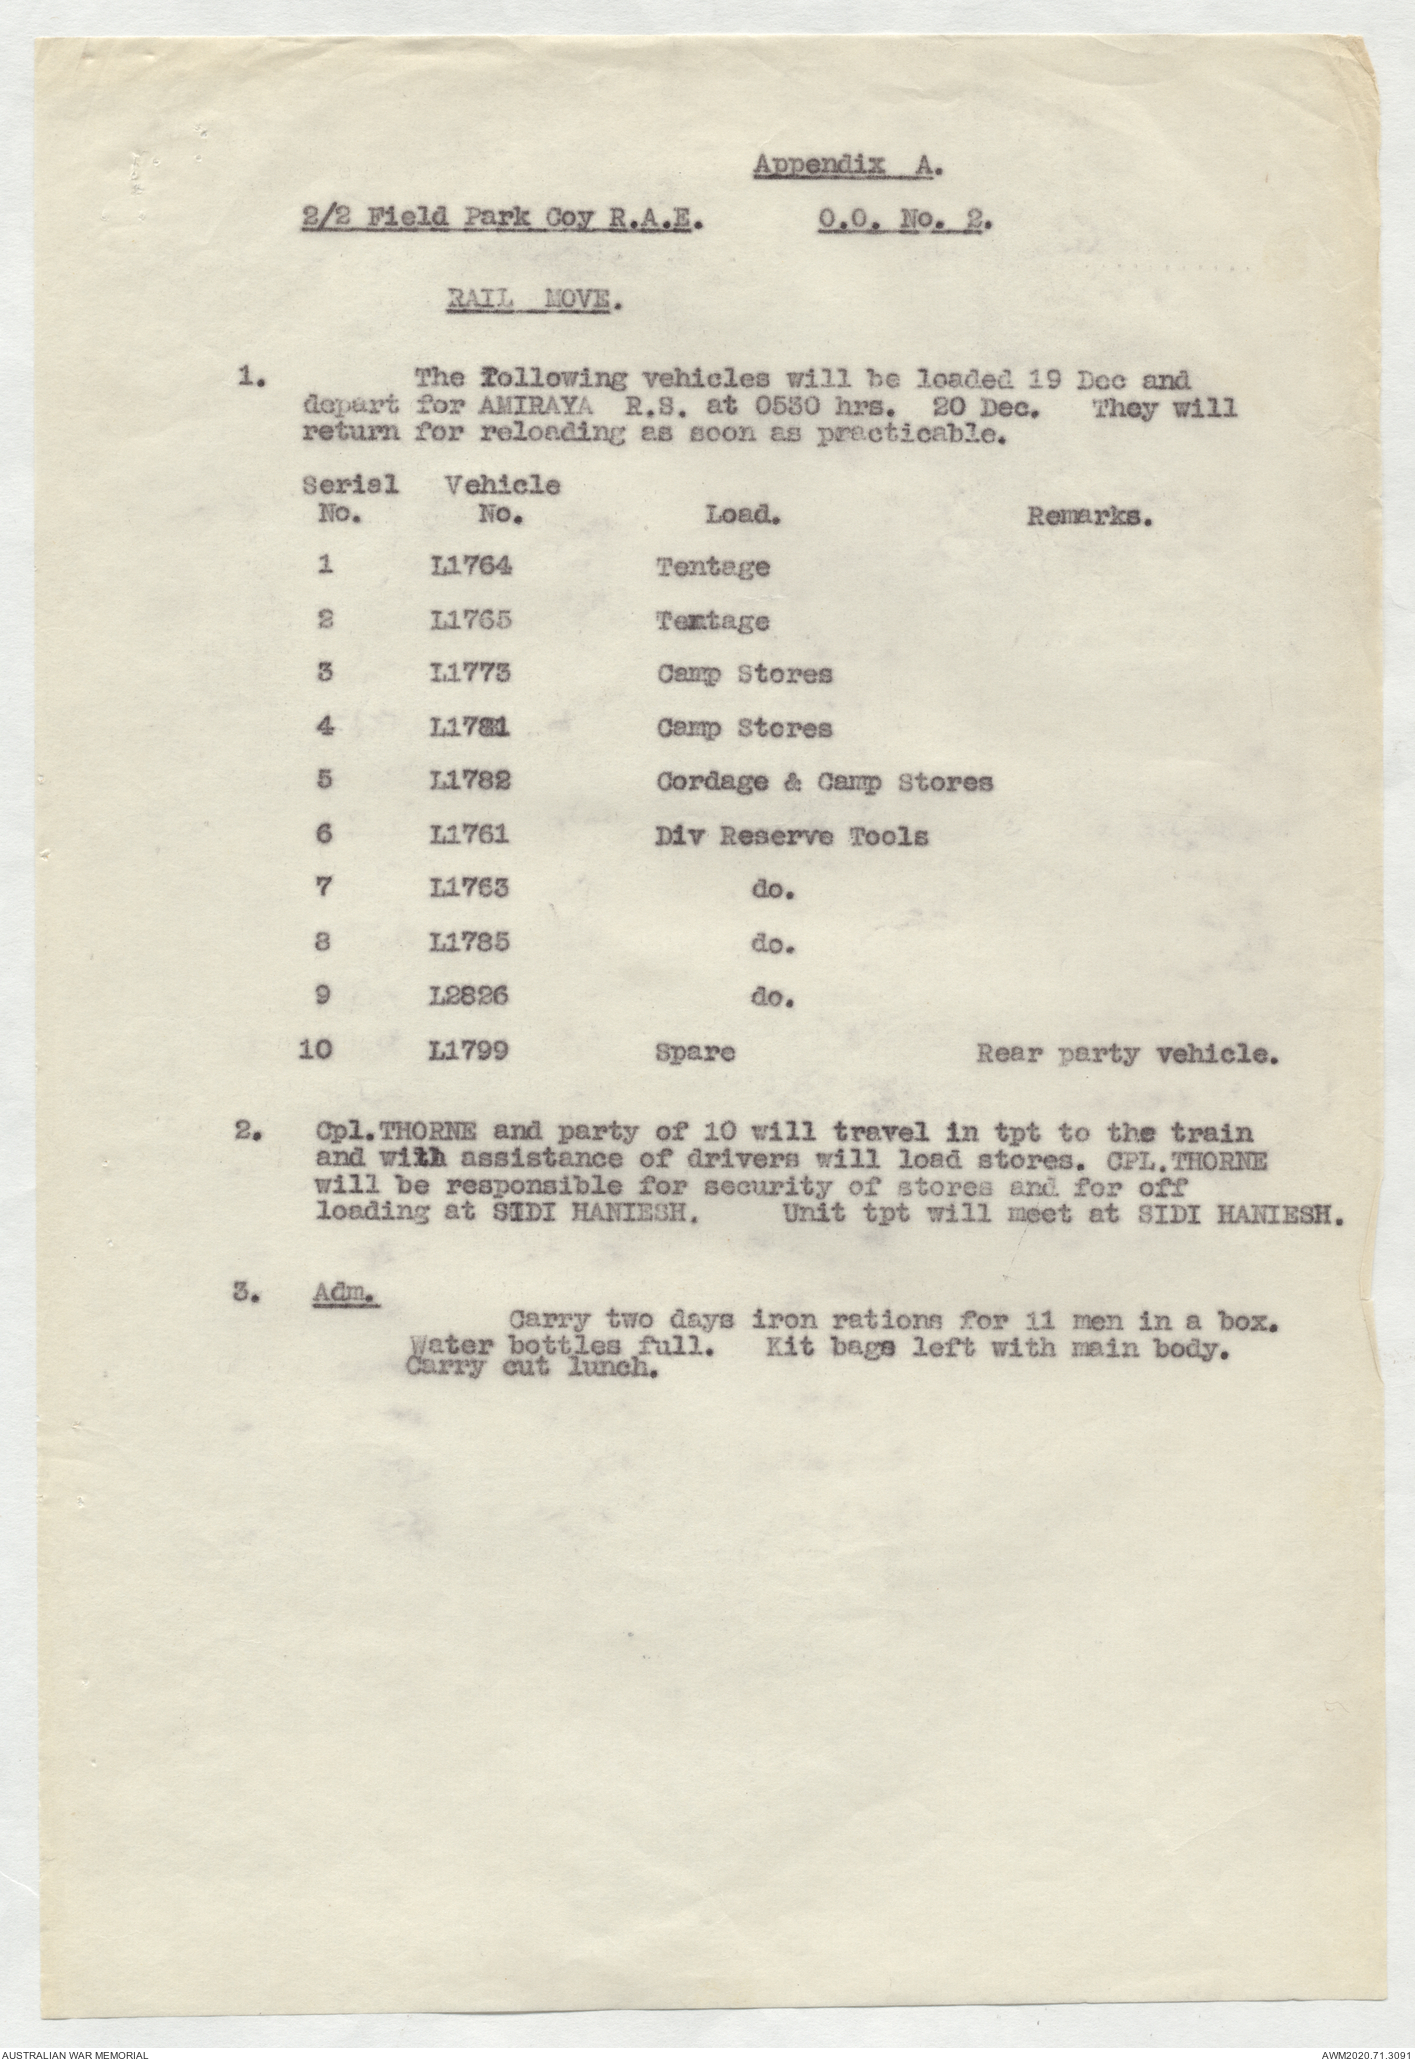 Appendix A.
2/2 Field Park Coy R.A.E. O.O. No. 2.
RAIL MOVE.
1. The following vehicles will be loaded 19 Dec and
depart for AMIRAYA R.S. at 0530 hrs. 20 Dec. They will
return for reloading as soon as practicable.
Serial Vehicle
No. No. Load. Remarks.
1 L1764 Tentage
2 L1765 Tentage
3 L1773 Camp Stores
4 L1781 Camp Stores
5 L1782 Cordage & Camp Stores
6 L1761 Div Reserve Tools
7 L1763 do.
8 L1785 do.
9 L2826 do.
10 L1799 Spare Rear party vehicle.
2. Cpl.THORNE and party of 10 will travel in tpt to the train
and with assistance of drivers will load stores. CPL.THORNE
will be responsible for security of stores and for off
loading at SIDI HANIESH. Unit tpt will meet at SIDI HANIESH.
3. Adm.
Carry two days iron rations for 11 men in a box.
Water bottles full. Kit bags left with main body.
Carry cut lunch.
AUSTRALIAN WAR MEMORIAL AWM2020.71.3091